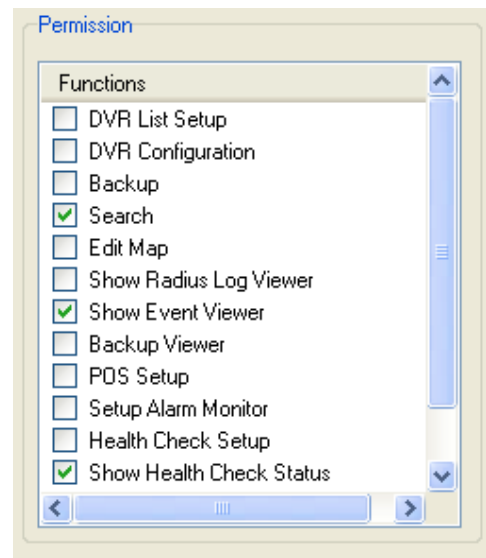 Permission
Functions
DVR List Setup
DVR Configuration
Backup
Search
Edit Map
Show Radius Log Viewer
Show Event Viewer
Backup Viewer
POS Setup
Setup Alarm Monitor
Health Check Setup
Show Health Check Status